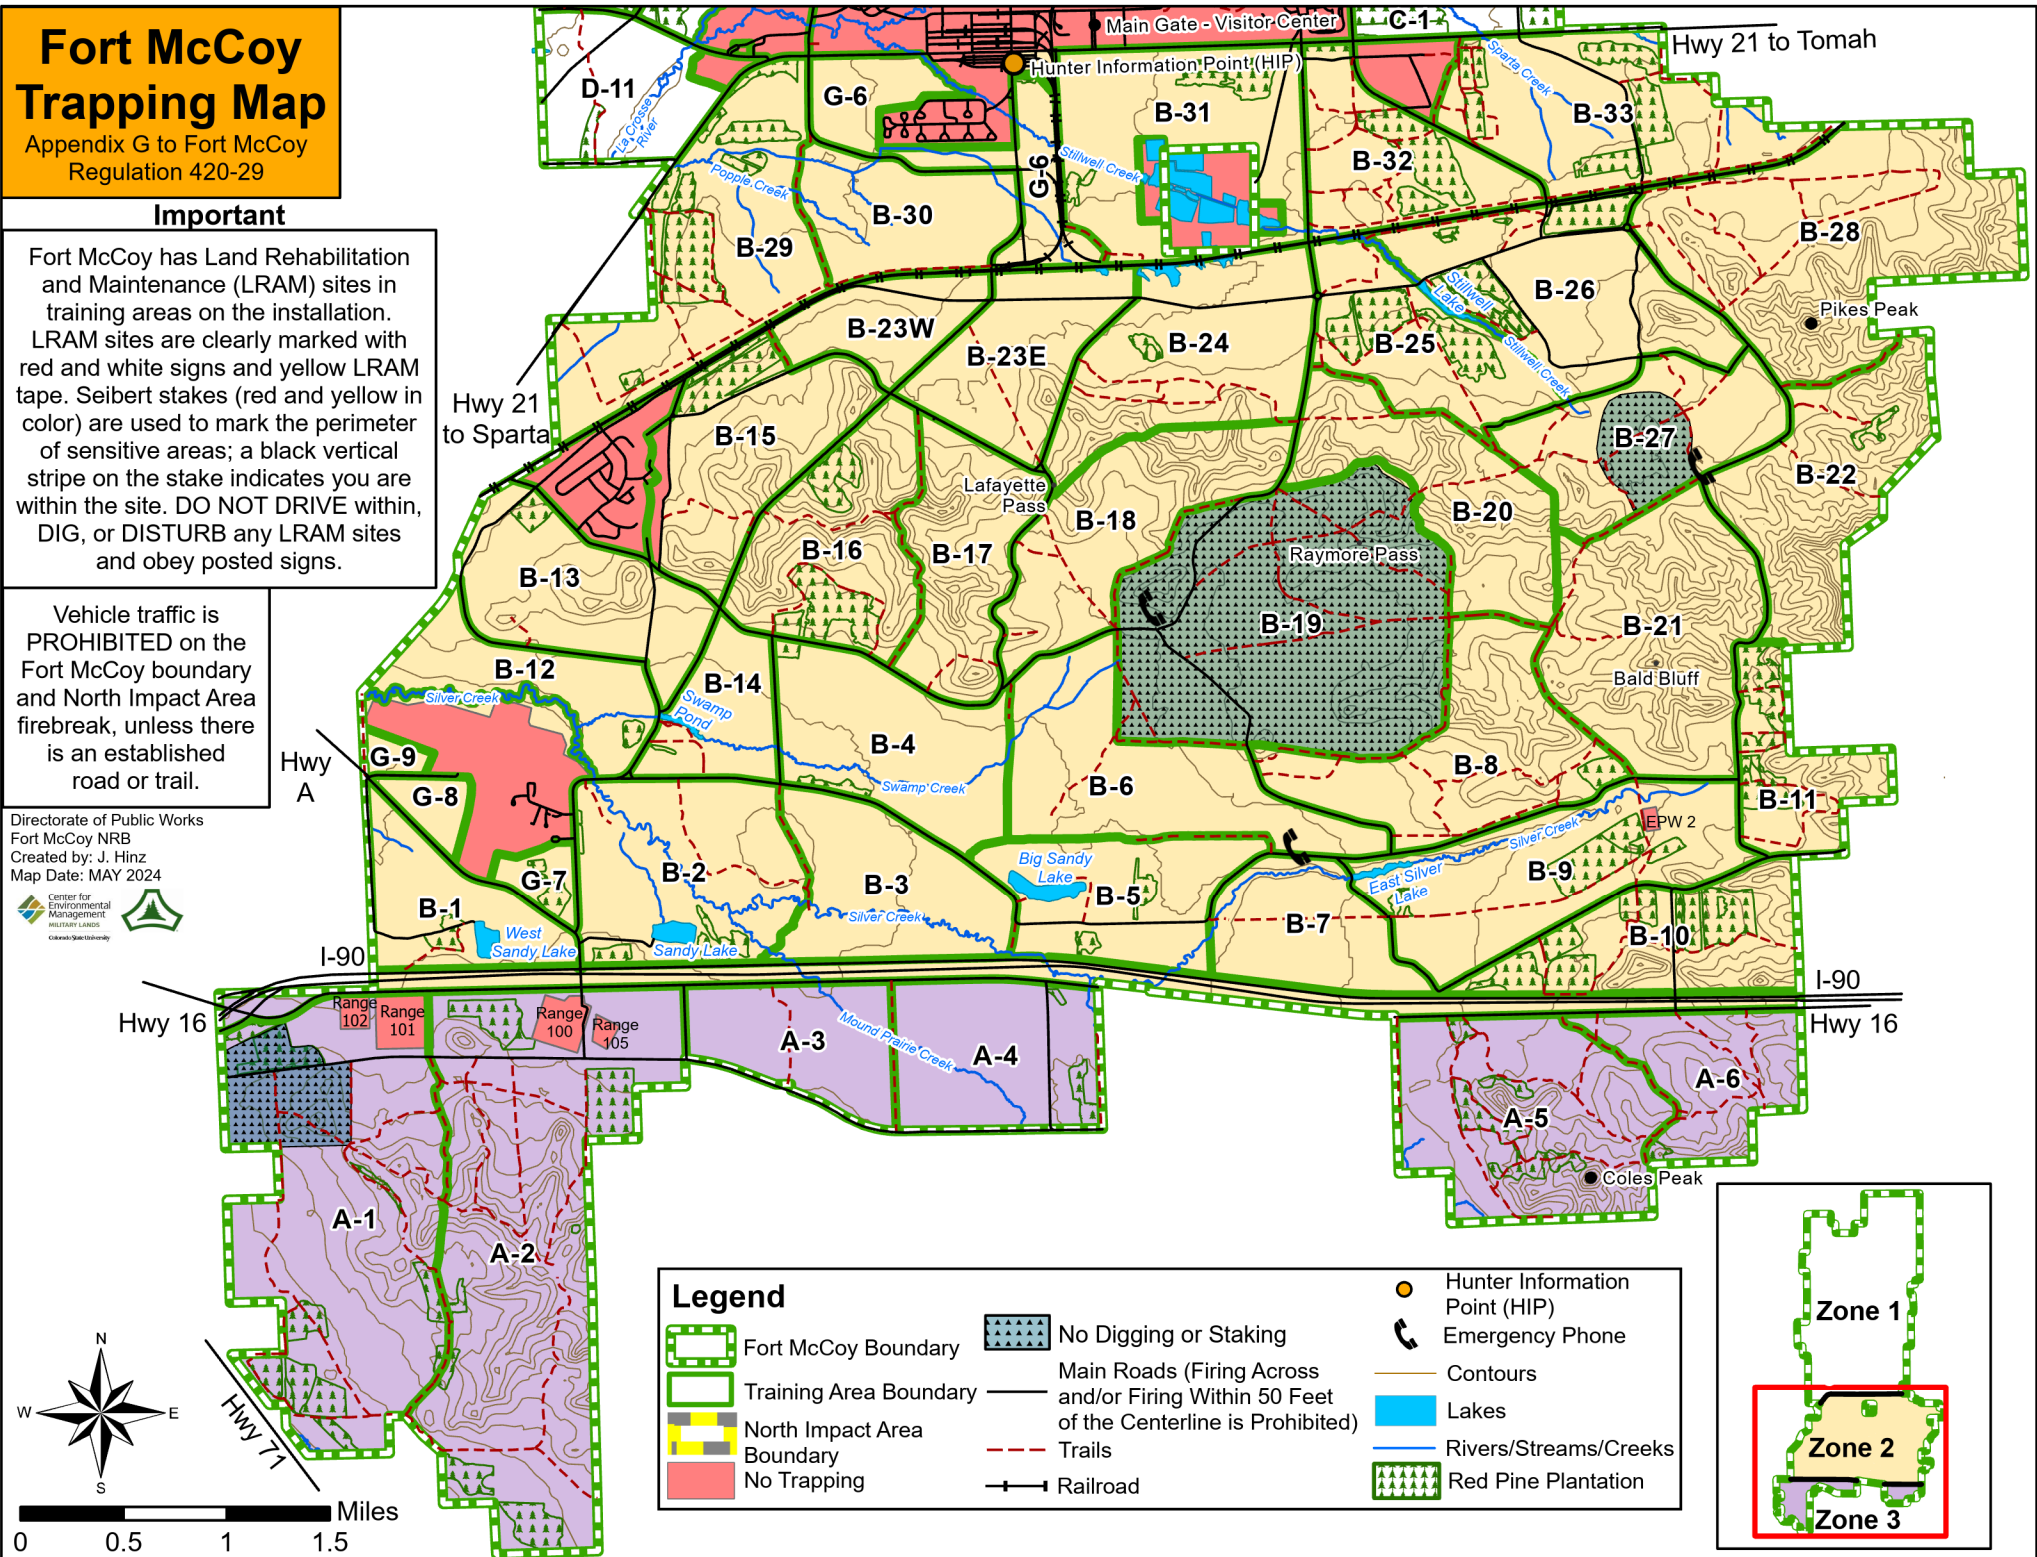 Fort McCoy
Trapping Map
Appendix G to Fort McCoy
Regulation 420-29
Important
Fort McCoy has Land Rehabilitation
and Maintenance (LRAM) sites in
training areas on the installation.
LRAM sites are clearly marked with
red and white signs and yellow LRAM
tape. Seibert stakes (red and yellow in
color) are used to mark the perimeter
of sensitive areas; a black vertical
stripe on the stake indicates you are
within the site. DO NOT DRIVE within,
DIG, or DISTURB any LRAM sites
and obey posted signs.
Vehicle traffic is
PROHIBITED on the
Fort McCoy boundary
and North Impact Area
firebreak, unless there
is an established
road or trail.
Directorate of Public Works
Fort McCoy NRB
Created by: J. Hinz
Map Date: MAY 2024
Center for
Environmental
Management
MILITARY LANDS
Colorado State University
Main Gate - Visitor Center
C-1
Hwy 21 to Tomah
Hunter Information Point (HIP)
Sparta Creek
D-11
La Crosse
River
G-6
B-31
B-33
B-32
Stillwell Creek
G-6
Popple Creek
B-30
B-29
B-28
B-26
Stillwell
Lake
Pikes Peak
B-23W
B-23E
B-24
B-25
Stillwell Creek
Hwy 21
to Sparta
B-15
B-27
B-22
Lafayette
Pass
B-18
B-20
B-16
B-17
Raymore Pass
B-13
B-19
B-21
B-12
Bald Bluff
B-14
Silver Creek
Swamp
Pond
B-4
G-9
Hwy
A
G-8
Swamp Creek
B-6
B-8
B-11
EPW 2
Silver Creek
Big Sandy
Lake
East Silver
Lake
B-9
G-7
B-2
B-3
B-5
B-1
Silver Creek
B-7
B-10
West
Sandy Lake
Sandy Lake
I-90
I-90
Hwy 16
Hwy 16
Range
102
Range
101
Range
100
Range
105
A-3
Mound Prairie Creek
A-4
A-6
A-5
Coles Peak
A-1
A-2
Hwy 71
N
W
E
S
0
0.5
1
1.5
Miles
Legend
Fort McCoy Boundary
Training Area Boundary
North Impact Area
Boundary
No Trapping
No Digging or Staking
Main Roads (Firing Across
and/or Firing Within 50 Feet
of the Centerline is Prohibited)
Trails
Railroad
Hunter Information
Point (HIP)
Emergency Phone
Contours
Lakes
Rivers/Streams/Creeks
Red Pine Plantation
Zone 1
Zone 2
Zone 3